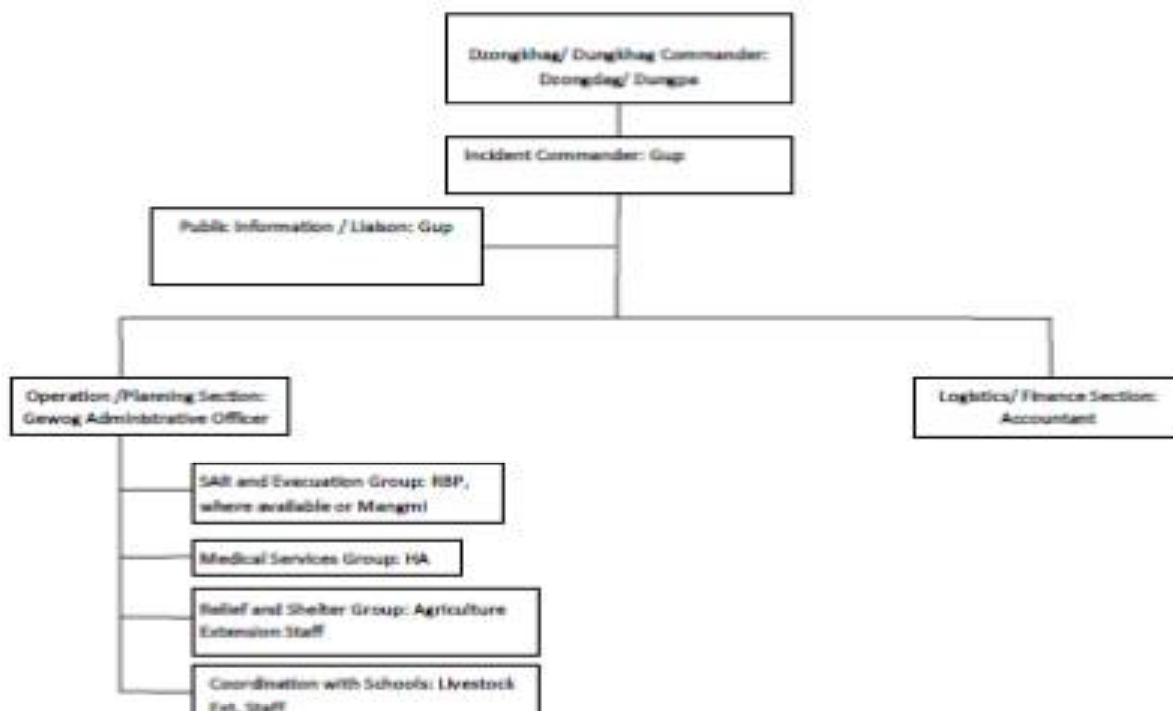 Dzongkhag/ Dungkhag Commander:
Dzongdag/ Dungpa
Incident Commander: Gup
Public Information / Liaison: Gup
Operation /Planning Section:
Gewog Administrative Officer
Logistics/ Finance Section:
Accountant
SAR and Evacuation Group: RBP,
where available or Mangmi
Medical Services Group: HA
Relief and Shelter Group: Agriculture
Extension Staff
Coordination with Schools: Livestock
Ext. Staff